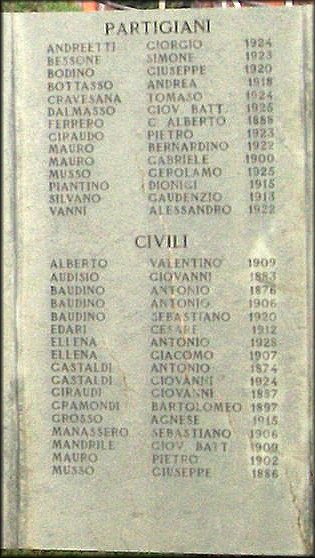 PARTIGIANI
ANDREETTI GIORGIO 1924
BESSONE SIMONE 1923
BODINO GIUSEPPE 1920
BOTTASSO ANDREA 1918
CRAVESANA TOMASO 1924
DALMASSO GIOV. BATT. 1925
FERRERO C. ALBERTO 1888
GIRAUDO PIETRO 1923
MAURO BERNARDINO 1922
MAURO GABRIELE 1900
MUSSO GEROLAMO 1925
PIANTINO DIONIGI 1915
SILVANO GAUDENZIO 1913
VANNI ALESSANDRO 1922
CIVILI
ALBERTO VALENTINO 1909
AUDISIO GIOVANNI 1883
BAUDINO ANTONIO 1876
BAUDINO ANTONIO 1906
BAUDINO SEBASTIANO 1920
EDARI CESARE 1912
ELLENA ANTONIO 1928
ELLENA GIACOMO 1907
GASTALDI ANTONIO 1874
GASTALDI GIOVANNI 1924
GIRAUDI GIOVANNI 1887
GRAMONDI BARTOLOMEO 1897
GROSSO AGNESE 1915
MANASSERO SEBASTIANO 1906
MANDRILE GIOV. BATT. 1909
MAURO PIETRO 1902
MUSSO GIUSEPPE 1886